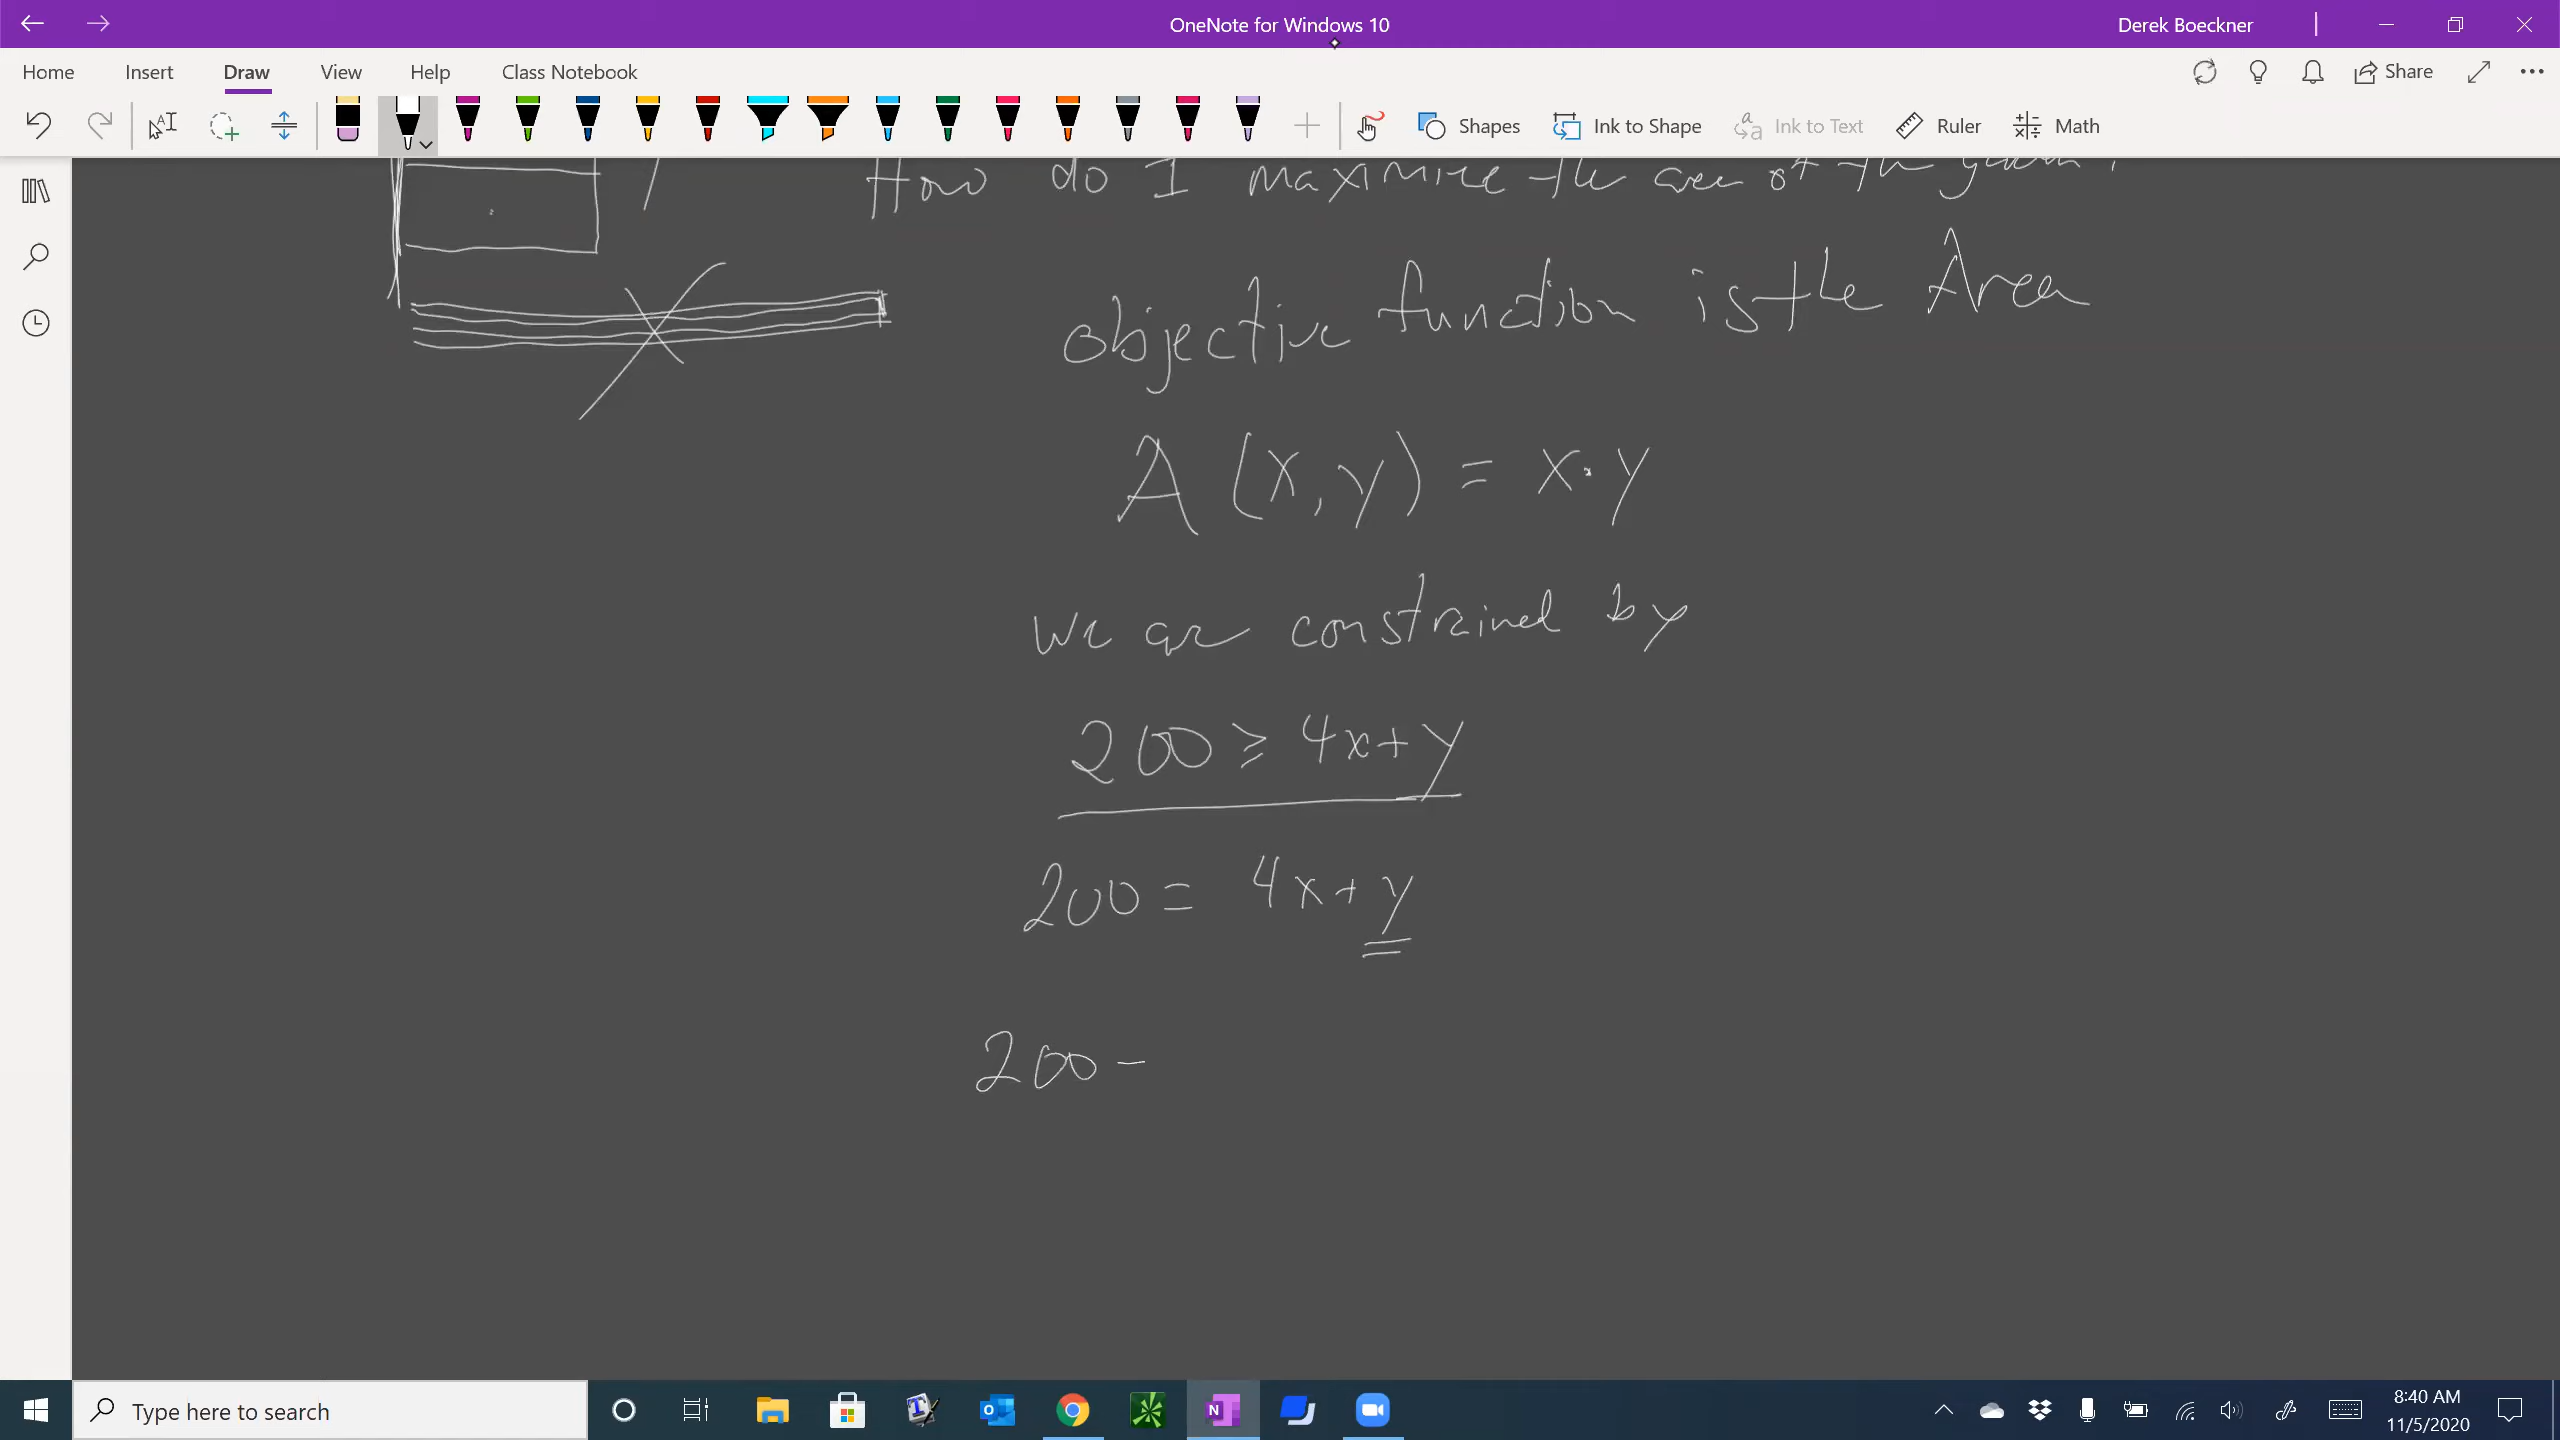 OneNote for Windows 10
Derek Boeckner
Home Insert Draw View Help Class Notebook
Share
Shapes Ink to Shape Ink to Text Ruler Math
How do I maximize the area of the
objective function is the Area
A (x, y) = x · y
we are constrained by
200 ≥ 4x + y
200 = 4x + y
200 -
Type here to search
8:40 AM
11/5/2020